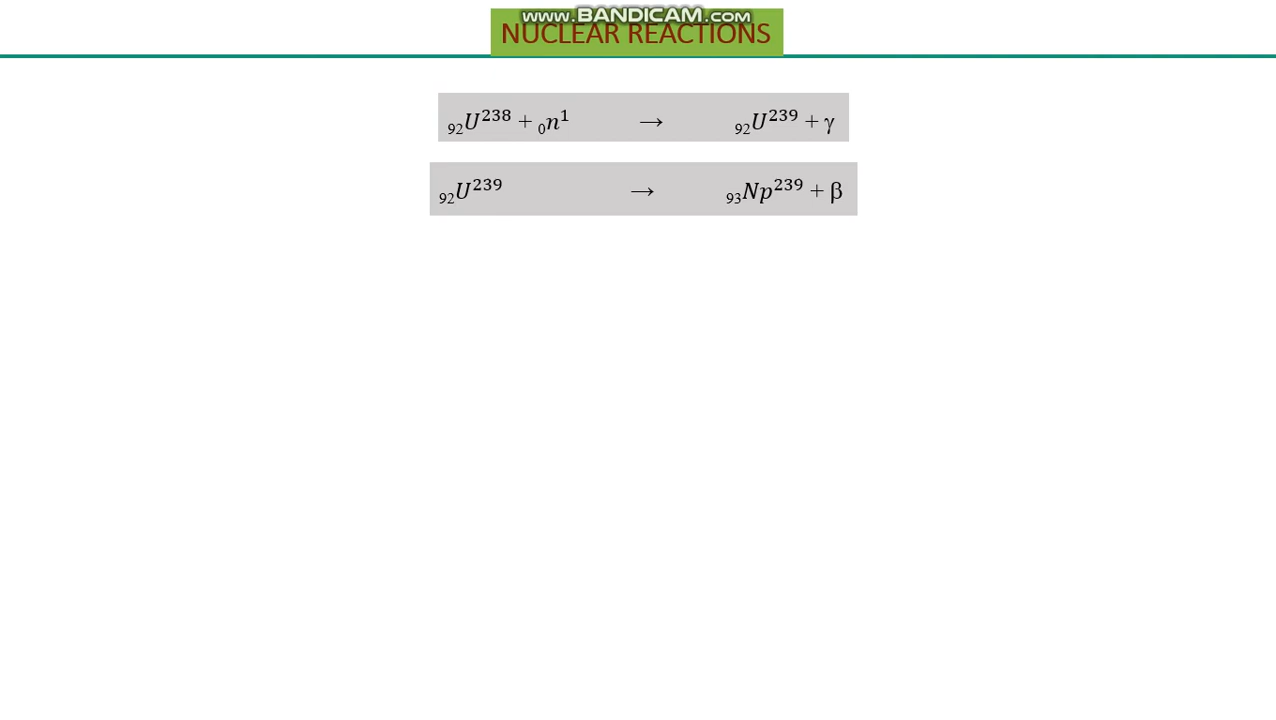 www.BANDICAM.com
NUCLEAR REACTIONS
₉₂U²³⁸ + ₀n¹ → ₉₂U²³⁹ + γ
₉₂U²³⁹ → ₉₃Np²³⁹ + β